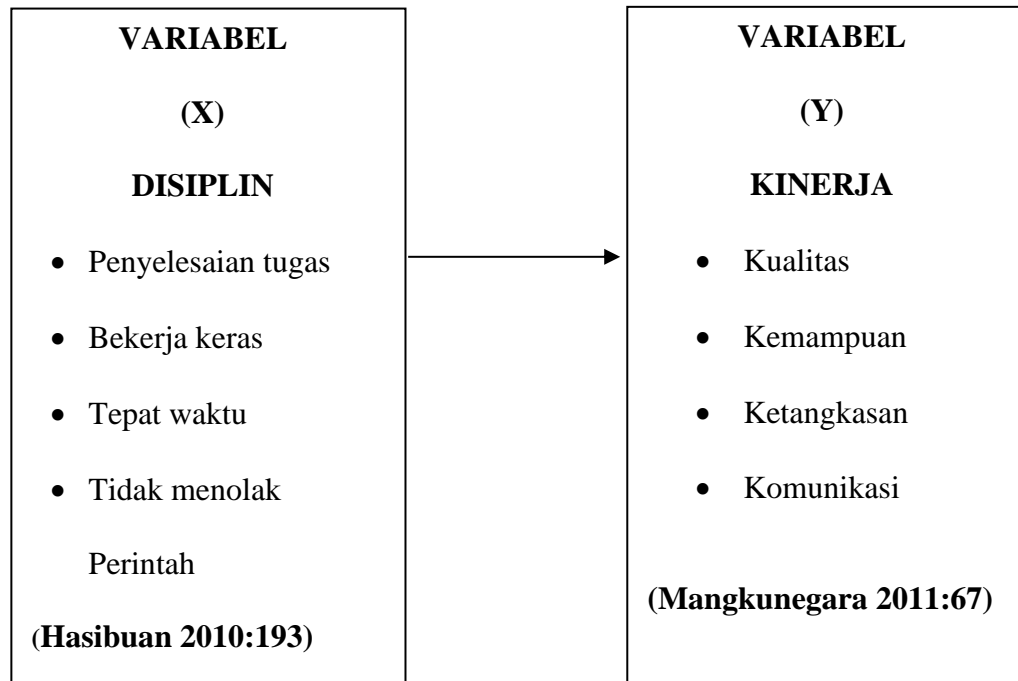 VARIABEL
(X)
DISIPLIN
• Penyelesaian tugas
• Bekerja keras
• Tepat waktu
• Tidak menolak
Perintah
(Hasibuan 2010:193)
VARIABEL
(Y)
KINERJA
• Kualitas
• Kemampuan
• Ketangkasan
• Komunikasi
(Mangkunegara 2011:67)